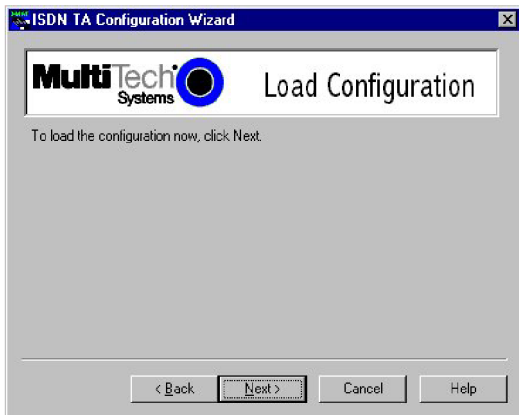 ISDN TA Configuration Wizard
MultiTech
Systems
Load Configuration
To load the configuration now, click Next.
< Back
Next >
Cancel
Help